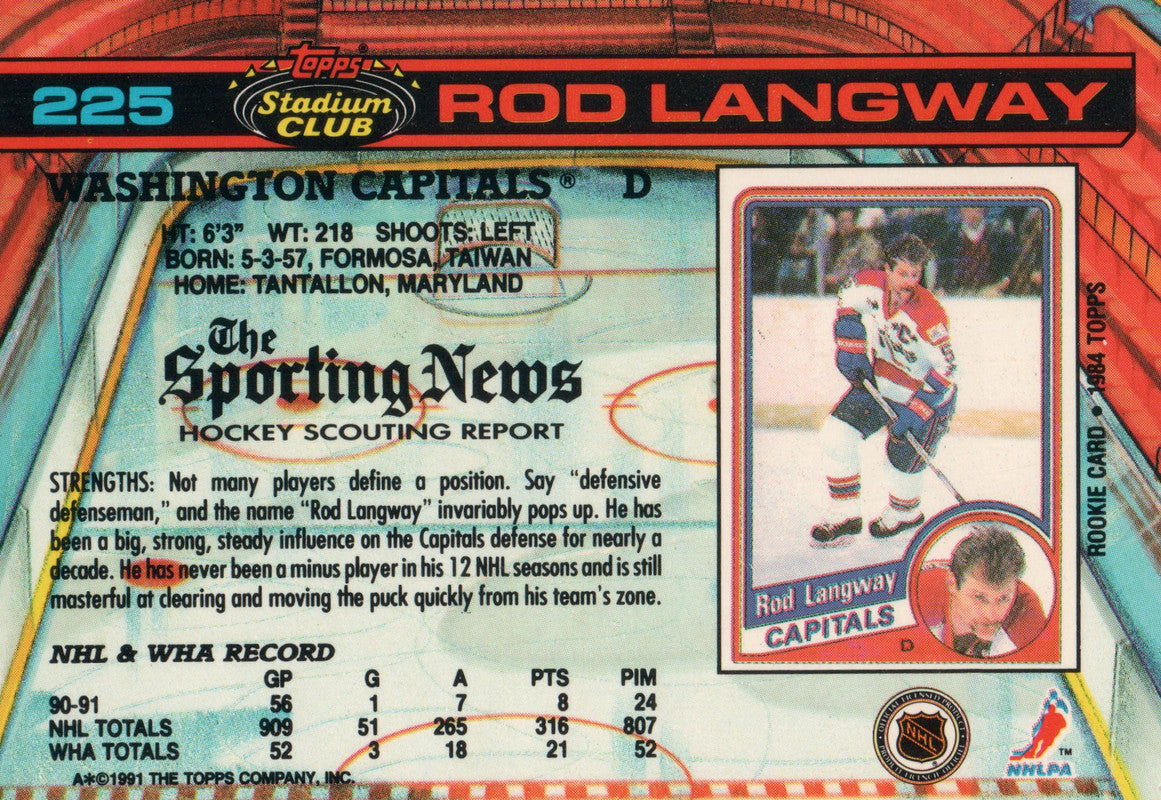 225
Topps
Stadium
CLUB
ROD LANGWAY
WASHINGTON CAPITALS® D
HT: 6'3" WT: 218 SHOOTS: LEFT
BORN: 5-3-57, FORMOSA, TAIWAN
HOME: TANTALLON, MARYLAND
The
Sporting News
HOCKEY SCOUTING REPORT
STRENGTHS: Not many players define a position. Say "defensive
defenseman," and the name "Rod Langway" invariably pops up. He has
been a big, strong, steady influence on the Capitals defense for nearly a
decade. He has never been a minus player in his 12 NHL seasons and is still
masterful at clearing and moving the puck quickly from his team's zone.
NHL & WHA RECORD
GP G A PTS PIM
90-91 56 1 7 8 24
NHL TOTALS 909 51 265 316 807
WHA TOTALS 52 3 18 21 52
A*©1991 THE TOPPS COMPANY, INC.
Rod Langway
CAPITALS
D
ROOKIE CARD • 1984 TOPPS
OFFICIAL LICENSED PRODUCT
NHL
®
TM
NHLPA